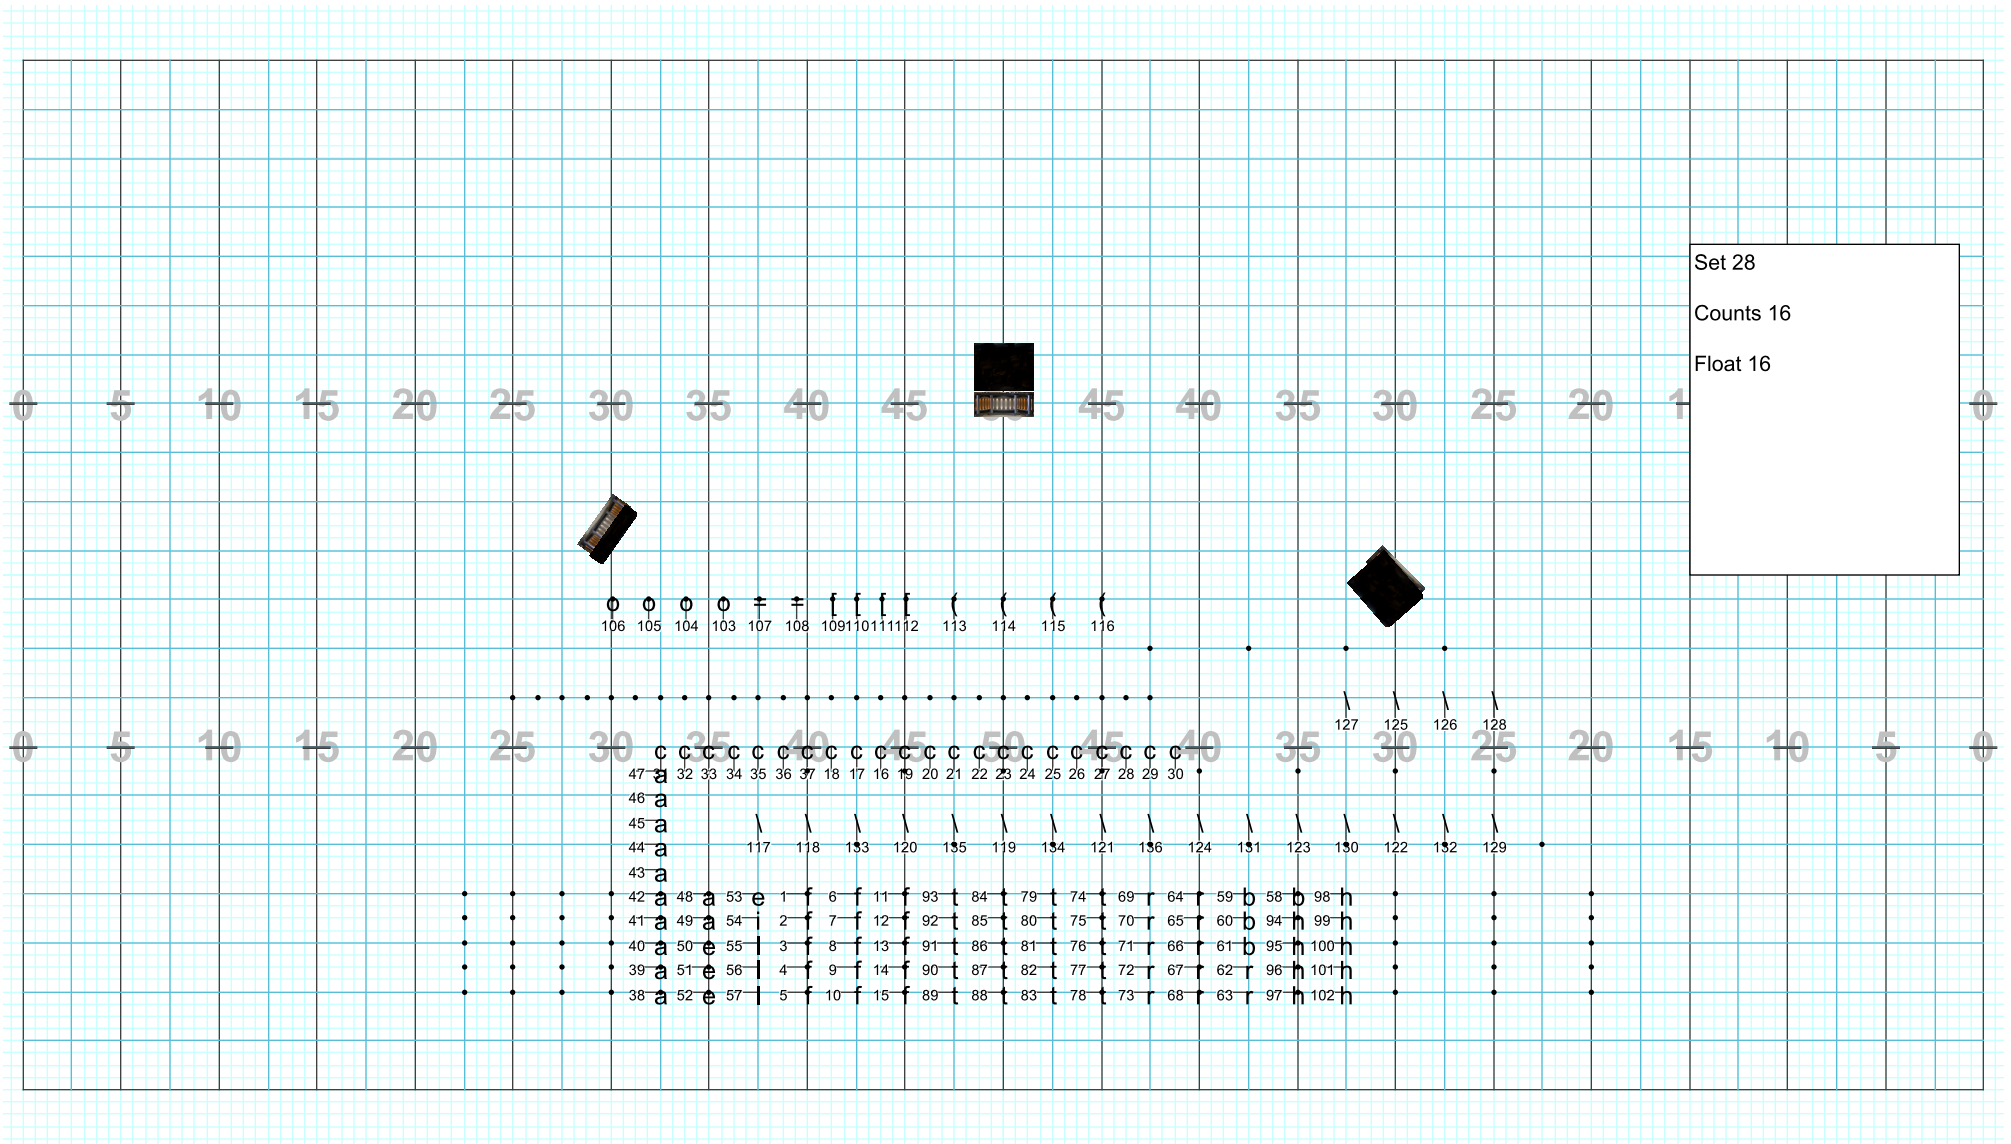 Set 28
Counts 16
Float 16
0 5 10 15 20 25 30 35 40 45 45 40 35 30 25 20 1 0
o o o o = = [ [ [ [ ( ( ( (
106 105 104 103 107 108 109 110 111 112 113 114 115 116
\ \ \ \
127 125 126 128
0 5 10 15 20 25 30 35 40 45 50 45 40 35 30 25 20 15 10 5 0
c c c c c c c c c c c c c c c c c c c c c c
47 a 31 32 33 34 35 36 37 18 17 16 19 20 21 22 23 24 25 26 27 28 29 30
46 a
45 a \ \ \ \ \ \ \ \ \ \ \ \ \ \ \ \
44 a 117 118 133 120 135 119 134 121 136 124 131 123 130 122 132 129
43 a
42 a 48 a 53 e 1 f 6 f 11 f 93 t 84 t 79 t 74 t 69 r 64 r 59 b 58 b 98 h
41 a 49 a 54 i 2 f 7 f 12 f 92 t 85 t 80 t 75 t 70 r 65 r 60 b 94 h 99 h
40 a 50 e 55 l 3 f 8 f 13 f 91 t 86 t 81 t 76 t 71 r 66 r 61 b 95 h 100 h
39 a 51 e 56 l 4 f 9 f 14 f 90 t 87 t 82 t 77 t 72 r 67 r 62 r 96 h 101 h
38 a 52 e 57 l 5 f 10 f 15 f 89 t 88 t 83 t 78 t 73 r 68 r 63 r 97 h 102 h